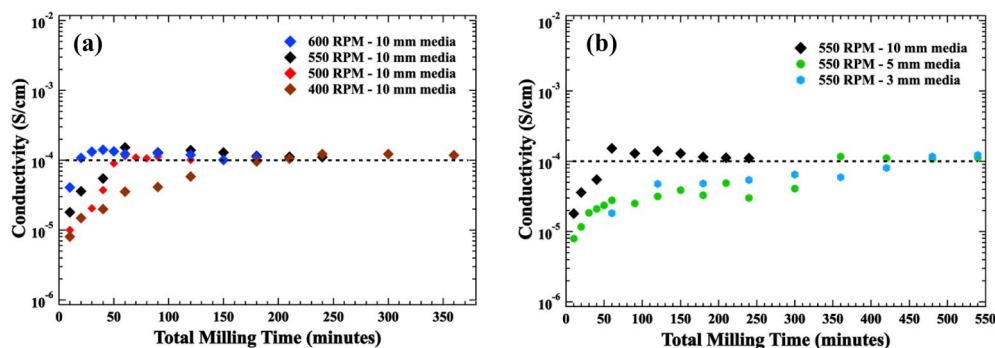 (a)
600 RPM - 10 mm media
550 RPM - 10 mm media
500 RPM - 10 mm media
400 RPM - 10 mm media
Conductivity (S/cm)
10-2
10-3
10-4
10-5
10-6
0 50 100 150 200 250 300 350
Total Milling Time (minutes)
(b)
550 RPM - 10 mm media
550 RPM - 5 mm media
550 RPM - 3 mm media
Conductivity (S/cm)
10-2
10-3
10-4
10-5
10-6
0 50 100 150 200 250 300 350 400 450 500 550
Total Milling Time (minutes)